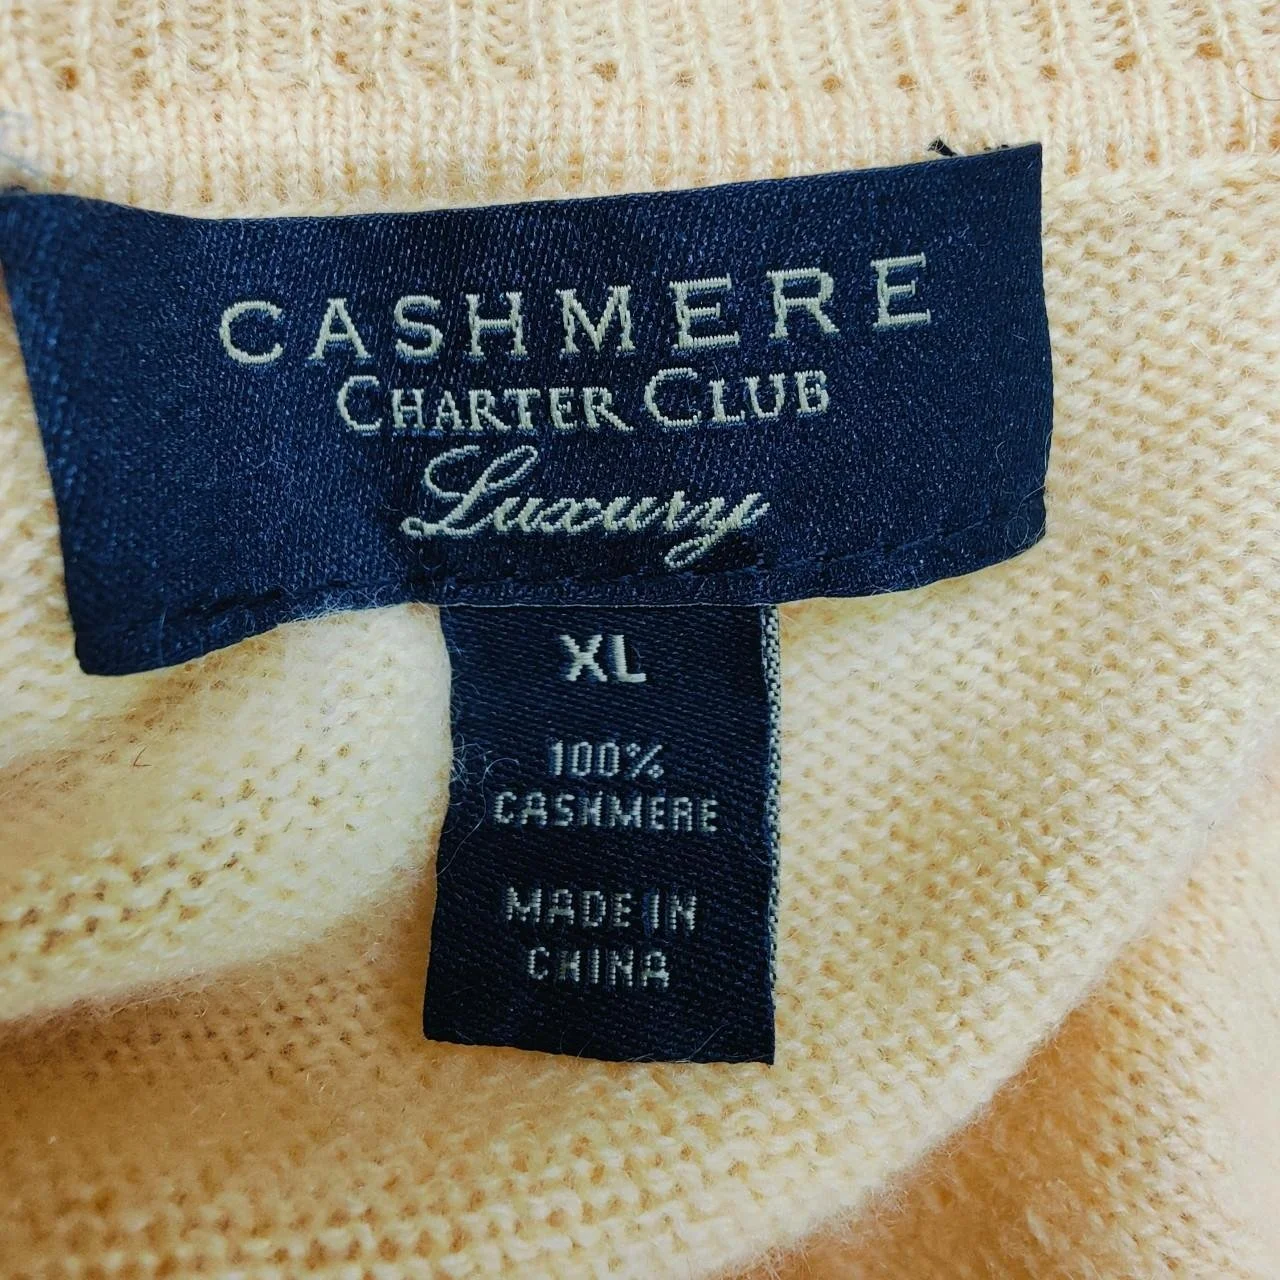 CASHMERE
CHARTER CLUB
Luxury
XL
100%
CASHMERE
MADE IN
CHINA